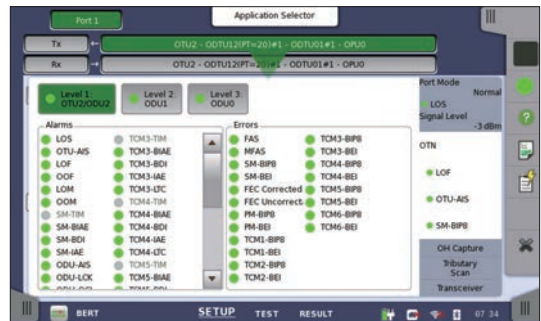 Port 1
Application Selector
Tx
OTU2 - ODTU12(PT=20)#1 - ODTU01#1 - OPU0
Rx
OTU2 - ODTU12(PT=20)#1 - ODTU01#1 - OPU0
Level 1:
OTU2/ODU2
Level 2:
ODU1
Level 3:
ODU0
Port Mode
Normal
LOS
Signal Level
-3 dBm
Alarms
LOS
OTU-AIS
LOF
OOF
LOM
OOM
SM-TIM
SM-BIAE
SM-BDI
SM-IAE
ODU-AIS
ODU-LCK
TCM3-TIM
TCM3-BIAE
TCM3-BDI
TCM3-IAE
TCM3-LTC
TCM4-TIM
TCM4-BIAE
TCM4-BDI
TCM4-IAE
TCM4-LTC
TCM5-TIM
TCM5-BIAE
TCM5-BDI
Errors
FAS
MFAS
SM-BIP8
SM-BEI
FEC Corrected
FEC Uncorrect.
PM-BIP8
PM-BEI
TCM1-BIP8
TCM1-BEI
TCM2-BIP8
TCM2-BEI
TCM3-BIP8
TCM3-BEI
TCM4-BIP8
TCM4-BEI
TCM5-BIP8
TCM5-BEI
TCM6-BIP8
TCM6-BEI
OTN
LOF
OTU-AIS
SM-BIP8
OH Capture
Tributary
Scan
Transceiver
BERT
SETUP
TEST
RESULT
07:34